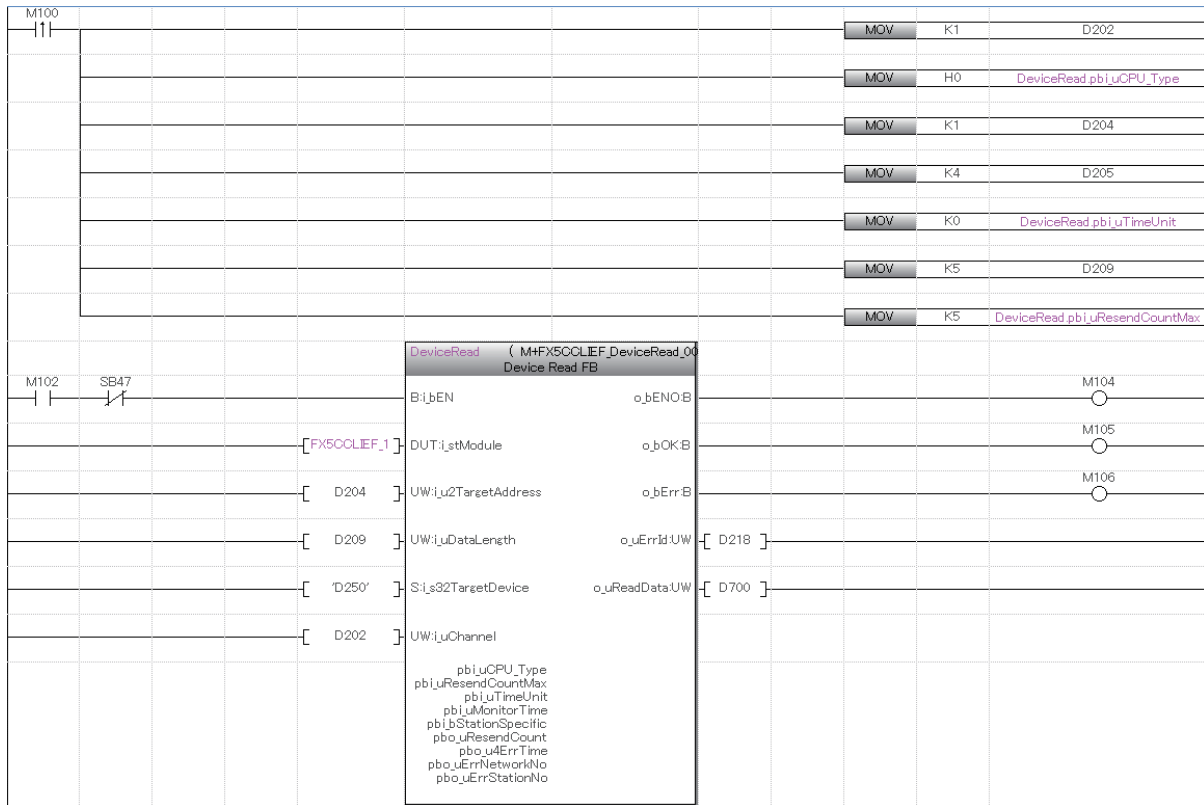 M100
MOV K1 D202
MOV H0 DeviceRead.pbi_uCPU_Type
MOV K1 D204
MOV K4 D205
MOV K0 DeviceRead.pbi_uTimeUnit
MOV K5 D209
MOV K5 DeviceRead.pbi_uResendCountMax
DeviceRead ( M+FX5CCLIEF_DeviceRead_00
Device Read FB
M102 SB47 M104
B:i_bEN o_bENO:B
M105
FX5CCLIEF_1 DUT:i_stModule o_bOK:B
M106
D204 UW:i_u2TargetAddress o_bErr:B
D209 UW:i_uDataLength o_uErrId:UW D218
'D250' S:i_s32TargetDevice o_uReadData:UW D700
D202 UW:i_uChannel
pbi_uCPU_Type
pbi_uResendCountMax
pbi_uTimeUnit
pbi_uMonitorTime
pbi_bStationSpecific
pbo_uResendCount
pbo_u4ErrTime
pbo_uErrNetworkNo
pbo_uErrStationNo